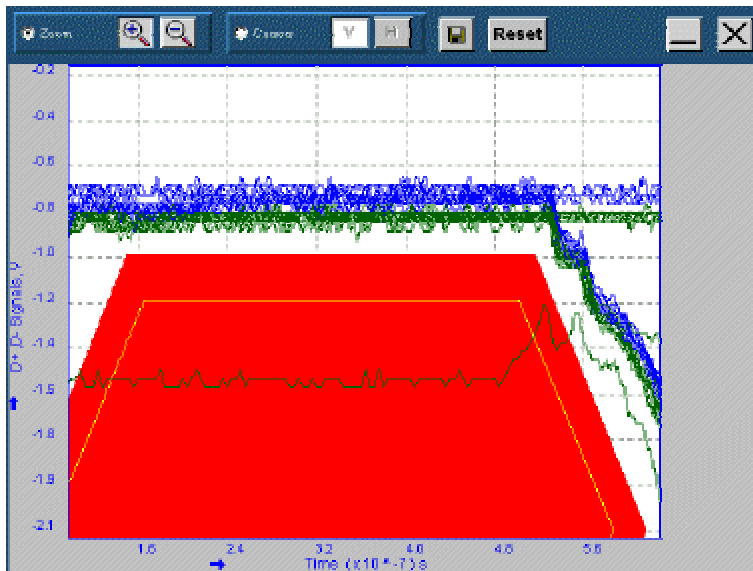 Zoom
Cursor V H
Reset
-0.2
-0.4
-0.6
-0.8
-1.0
-1.2
-1.4
-1.5
-1.8
-1.9
-2.1
D+,D- Signals, V
1.6 2.4 3.2 4.0 4.8 5.6
Time (x10^-7) s